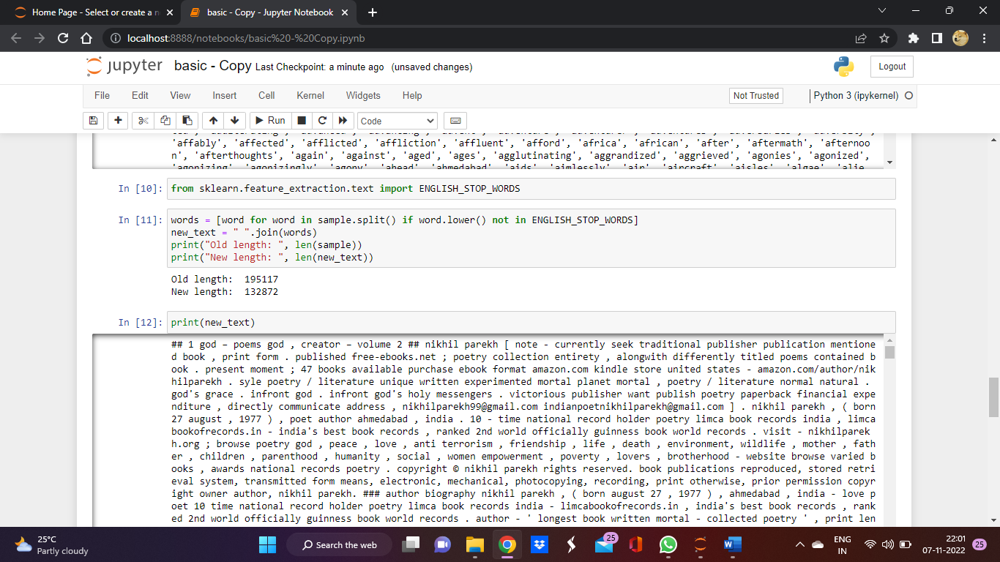 Home Page - Select or create a n
basic - Copy - Jupyter Notebook
localhost:8888/notebooks/basic%20-%20Copy.ipynb
jupyter basic - Copy Last Checkpoint: a minute ago (unsaved changes)
Logout
File Edit View Insert Cell Kernel Widgets Help
Not Trusted
Python 3 (ipykernel)
Run
Code
'affably', 'affected', 'afflicted', 'affliction', 'affluent', 'afford', 'africa', 'african', 'after', 'aftermath', 'afternoo
n', 'afterthoughts', 'again', 'against', 'aged', 'ages', 'agglutinating', 'aggrandized', 'aggrieved', 'agonies', 'agonized',
'agonizing', 'agonizingly', 'agony', 'ahead', 'ahmedabad', 'aids', 'aimlessly', 'air', 'aircraft', 'aisles', 'algae', 'alie
In [10]: from sklearn.feature_extraction.text import ENGLISH_STOP_WORDS
In [11]: words = [word for word in sample.split() if word.lower() not in ENGLISH_STOP_WORDS]
new_text = " ".join(words)
print("Old length: ", len(sample))
print("New length: ", len(new_text))
Old length:  195117
New length:  132872
In [12]: print(new_text)
## 1 god – poems god , creator – volume 2 ## nikhil parekh [ note - currently seek traditional publisher publication mentione
d book , print form . published free-ebooks.net ; poetry collection entirety , alongwith differently titled poems contained b
ook . present moment ; 47 books available purchase ebook format amazon.com kindle store united states - amazon.com/author/nik
hilparekh . syle poetry / literature unique written experimented mortal planet mortal , poetry / literature normal natural .
god's grace . infront god . infront god's holy messengers . victorious publisher want publish poetry paperback financial expe
nditure , directly communicate address , nikhilparekh99@gmail.com indianpoetnikhilparekh@gmail.com ] . nikhil parekh , ( born
27 august , 1977 ) , poet author ahmedabad , india . 10 - time national record holder poetry limca book records india , limca
bookofrecords.in - india's best book records , ranked 2nd world officially guinness book world records . visit - nikhilparek
h.org ; browse poetry god , peace , love , anti terrorism , friendship , life , death , environment, wildlife , mother , fath
er , children , parenthood , humanity , social , women empowerment , poverty , lovers , brotherhood - website browse varied b
ooks , awards national records poetry . copyright © nikhil parekh rights reserved. book publications reproduced, stored retri
eval system, transmitted form means, electronic, mechanical, photocopying, recording, print otherwise, prior permission copyr
ight owner author, nikhil parekh. ### author biography nikhil parekh , ( born august 27 , 1977 ) , ahmedabad , india - love p
oet 10 time national record holder poetry limca book records india - limcabookofrecords.in , india's best book records , rank
ed 2nd world officially guinness book world records . author - ' longest book written mortal - collected poetry ' , print len
25°C
Partly cloudy
Search the web
25
ENG
IN
22:01
07-11-2022
25